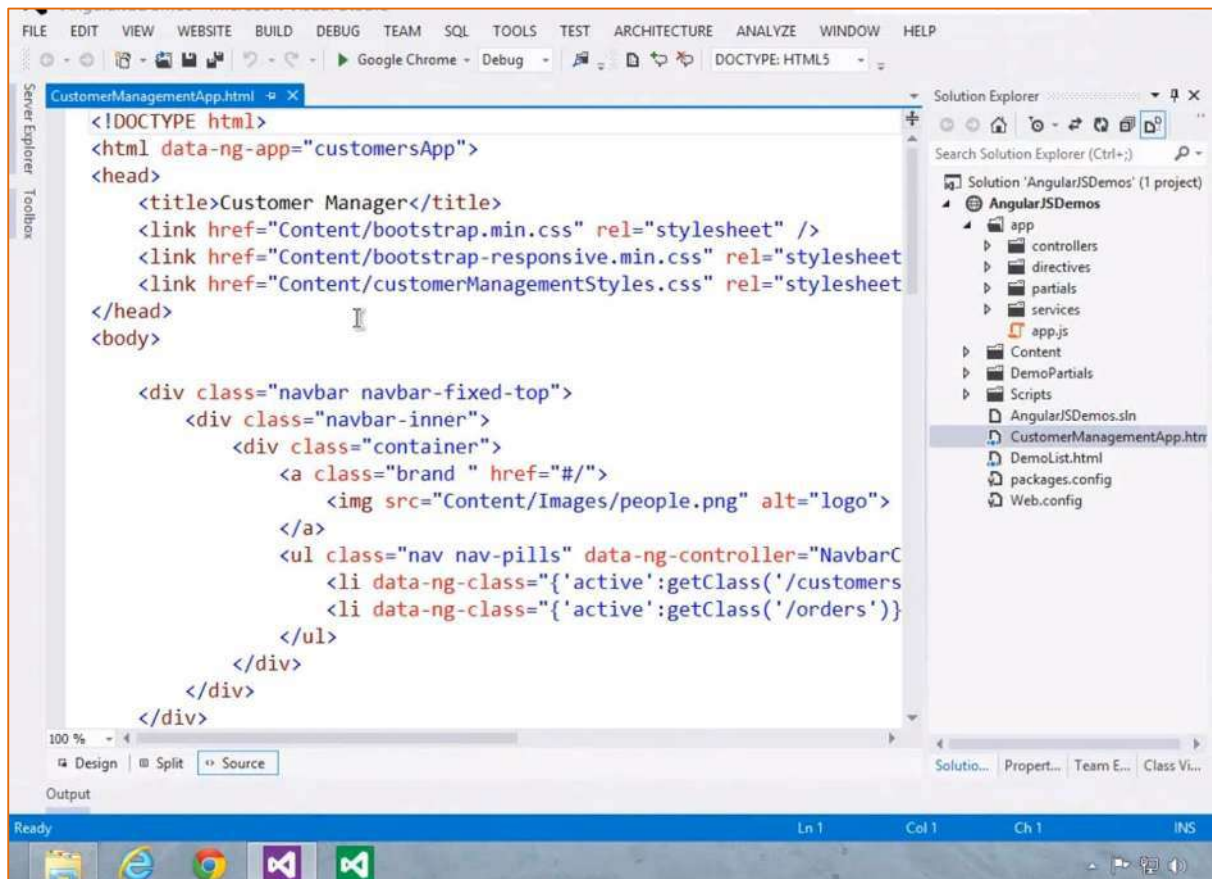 FILE EDIT VIEW WEBSITE BUILD DEBUG TEAM SQL TOOLS TEST ARCHITECTURE ANALYZE WINDOW HELP
Google Chrome Debug DOCTYPE: HTML5
Server Explorer
Toolbox
CustomerManagementApp.html
<!DOCTYPE html>
<html data-ng-app="customersApp">
<head>
<title>Customer Manager</title>
<link href="Content/bootstrap.min.css" rel="stylesheet" />
<link href="Content/bootstrap-responsive.min.css" rel="stylesheet
<link href="Content/customerManagementStyles.css" rel="stylesheet
</head>
<body>
<div class="navbar navbar-fixed-top">
<div class="navbar-inner">
<div class="container">
<a class="brand " href="#/">
<img src="Content/Images/people.png" alt="logo">
</a>
<ul class="nav nav-pills" data-ng-controller="NavbarC
<li data-ng-class="{'active':getClass('/customers
<li data-ng-class="{'active':getClass('/orders')}
</ul>
</div>
</div>
</div>
100 %
Design Split Source
Output
Solution Explorer
Search Solution Explorer (Ctrl+;)
Solution 'AngularJSDemos' (1 project)
AngularJSDemos
app
controllers
directives
partials
services
app.js
Content
DemoPartials
Scripts
AngularJSDemos.sln
CustomerManagementApp.htm
DemoList.html
packages.config
Web.config
Solutio... Propert... Team E... Class Vi...
Ready Ln 1 Col 1 Ch 1 INS